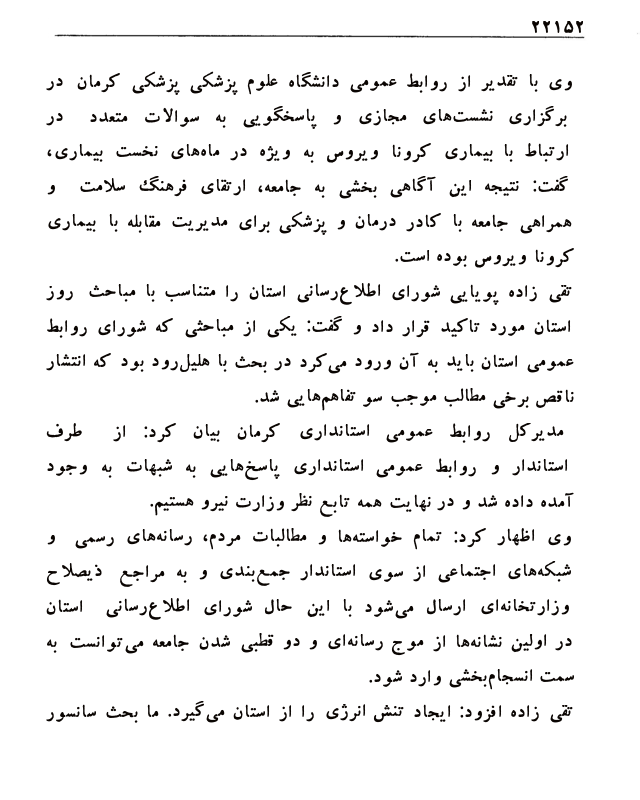 ۲۲۱۵۲
وی با تقدیر از روابط عمومی دانشگاه علوم پزشکی پزشکی کرمان در
برگزاری نشست‌های مجازی و پاسخگویی به سوالات متعدد در
ارتباط با بیماری کرونا ویروس به ویژه در ماه‌های نخست بیماری،
گفت: نتیجه این آگاهی بخشی به جامعه، ارتقای فرهنگ سلامت و
همراهی جامعه با کادر درمان و پزشکی برای مدیریت مقابله با بیماری
کرونا ویروس بوده است.
تقی زاده پویایی شورای اطلاع‌رسانی استان را متناسب با مباحث روز
استان مورد تاکید قرار داد و گفت: یکی از مباحثی که شورای روابط
عمومی استان باید به آن ورود می‌کرد در بحث با هلیل‌رود بود که انتشار
ناقص برخی مطالب موجب سو تفاهم‌هایی شد.
مدیرکل روابط عمومی استانداری کرمان بیان کرد: از طرف
استاندار و روابط عمومی استانداری پاسخ‌هایی به شبهات به وجود
آمده داده شد و در نهایت همه تابع نظر وزارت نیرو هستیم.
وی اظهار کرد: تمام خواسته‌ها و مطالبات مردم، رسانه‌های رسمی و
شبکه‌های اجتماعی از سوی استاندار جمع‌بندی و به مراجع ذیصلاح
وزارتخانه‌ای ارسال می‌شود با این حال شورای اطلاع‌رسانی استان
در اولین نشانه‌ها از موج رسانه‌ای و دو قطبی شدن جامعه می‌توانست به
سمت انسجام‌بخشی وارد شود.
تقی زاده افزود: ایجاد تنش انرژی را از استان می‌گیرد. ما بحث سانسور